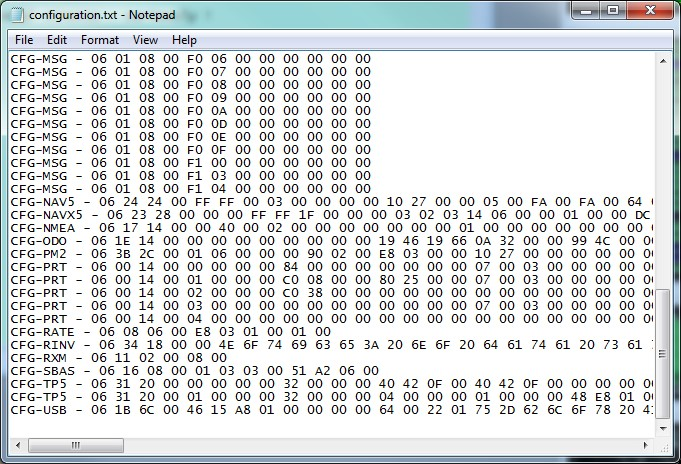 configuration.txt - Notepad
File Edit Format View Help
CFG-MSG - 06 01 08 00 F0 06 00 00 00 00 00 00
CFG-MSG - 06 01 08 00 F0 07 00 00 00 00 00 00
CFG-MSG - 06 01 08 00 F0 08 00 00 00 00 00 00
CFG-MSG - 06 01 08 00 F0 09 00 00 00 00 00 00
CFG-MSG - 06 01 08 00 F0 0A 00 00 00 00 00 00
CFG-MSG - 06 01 08 00 F0 0D 00 00 00 00 00 00
CFG-MSG - 06 01 08 00 F0 0E 00 00 00 00 00 00
CFG-MSG - 06 01 08 00 F0 0F 00 00 00 00 00 00
CFG-MSG - 06 01 08 00 F1 00 00 00 00 00 00 00
CFG-MSG - 06 01 08 00 F1 03 00 00 00 00 00 00
CFG-MSG - 06 01 08 00 F1 04 00 00 00 00 00 00
CFG-NAV5 - 06 24 24 00 FF FF 00 03 00 00 00 00 10 27 00 00 05 00 FA 00 FA 00 64
CFG-NAVX5 - 06 23 28 00 00 00 FF FF 1F 00 00 00 03 02 03 14 06 00 00 01 00 00 DC
CFG-NMEA - 06 17 14 00 00 40 00 02 00 00 00 00 00 00 00 01 00 00 00 00 00 00 00
CFG-ODO - 06 1E 14 00 00 00 00 00 00 00 00 00 19 46 19 66 0A 32 00 00 99 4C 00
CFG-PM2 - 06 3B 2C 00 01 06 00 00 00 90 02 00 E8 03 00 00 10 27 00 00 00 00 00
CFG-PRT - 06 00 14 00 00 00 00 00 84 00 00 00 00 00 00 00 07 00 03 00 00 00 00
CFG-PRT - 06 00 14 00 01 00 00 00 C0 08 00 00 80 25 00 00 07 00 03 00 00 00 00
CFG-PRT - 06 00 14 00 02 00 00 00 C0 38 00 00 00 00 00 00 00 00 00 00 00 00 00
CFG-PRT - 06 00 14 00 03 00 00 00 00 00 00 00 00 00 00 00 07 00 03 00 00 00 00
CFG-PRT - 06 00 14 00 04 00 00 00 00 00 00 00 00 00 00 00 00 00 00 00 00 00 00
CFG-RATE - 06 08 06 00 E8 03 01 00 01 00
CFG-RINV - 06 34 18 00 00 4E 6F 74 69 63 65 3A 20 6E 6F 20 64 61 74 61 20 73 61
CFG-RXM - 06 11 02 00 08 00
CFG-SBAS - 06 16 08 00 01 03 03 00 51 A2 06 00
CFG-TP5 - 06 31 20 00 00 00 00 00 32 00 00 00 40 42 0F 00 40 42 0F 00 00 00 00
CFG-TP5 - 06 31 20 00 01 00 00 00 32 00 00 00 04 00 00 00 01 00 00 00 48 E8 01
CFG-USB - 06 1B 6C 00 46 15 A8 01 00 00 00 00 64 00 22 01 75 2D 62 6C 6F 78 20